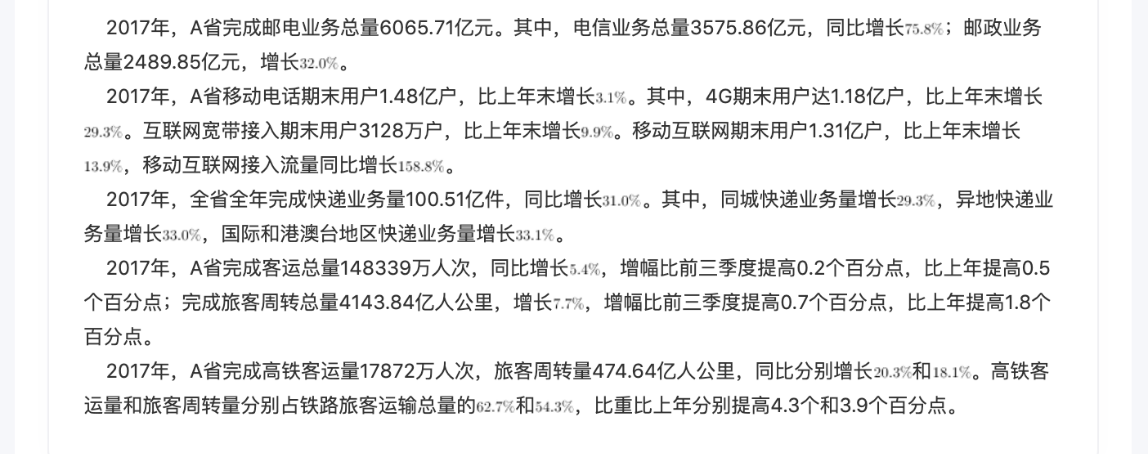 2017年，A省完成邮电业务总量6065.71亿元。其中，电信业务总量3575.86亿元，同比增长75.8%；邮政业务
总量2489.85亿元，增长32.0%。
2017年，A省移动电话期末用户1.48亿户，比上年末增长3.1%。其中，4G期末用户达1.18亿户，比上年末增长
29.3%。互联网宽带接入期末用户3128万户，比上年末增长9.9%。移动互联网期末用户1.31亿户，比上年末增长
13.9%，移动互联网接入流量同比增长158.8%。
2017年，全省全年完成快递业务量100.51亿件，同比增长31.0%。其中，同城快递业务量增长29.3%，异地快递业
务量增长33.0%，国际和港澳台地区快递业务量增长33.1%。
2017年，A省完成客运总量148339万人次，同比增长5.4%，增幅比前三季度提高0.2个百分点，比上年提高0.5
个百分点；完成旅客周转总量4143.84亿人公里，增长7.7%，增幅比前三季度提高0.7个百分点，比上年提高1.8个
百分点。
2017年，A省完成高铁客运量17872万人次，旅客周转量474.64亿人公里，同比分别增长20.3%和18.1%。高铁客
运量和旅客周转量分别占铁路旅客运输总量的62.7%和54.3%，比重比上年分别提高4.3个和3.9个百分点。